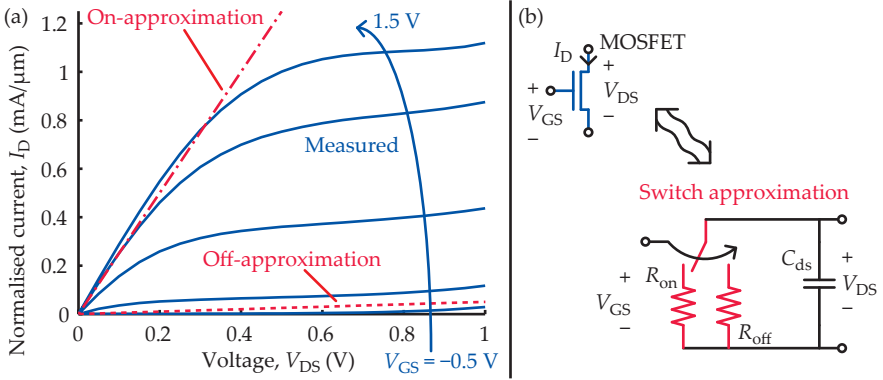 (a)
On-approximation
1.5 V
Measured
Off-approximation
Normalised current, I_D (mA/μm)
1.2
1
0.8
0.6
0.4
0.2
0
0 0.2 0.4 0.6 0.8 1
Voltage, V_DS (V)
V_GS = −0.5 V
(b)
I_D MOSFET
+
+ V_DS
V_GS −
−
Switch approximation
R_on
C_ds
+
+
V_DS
V_GS
−
−
R_off